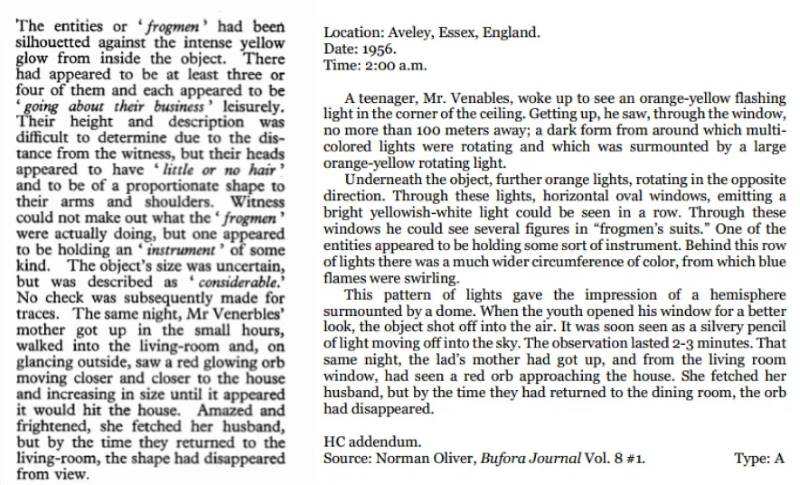 The entities or ‘frogmen’ had been
silhouetted against the intense yellow
glow from inside the object. There
had appeared to be at least three or
four of them and each appeared to be
‘going about their business’ leisurely.
Their height and description was
difficult to determine due to the dis-
tance from the witness, but their heads
appeared to have ‘little or no hair’
and to be of a proportionate shape to
their arms and shoulders. Witness
could not make out what the ‘frogmen’
were actually doing, but one appeared
to be holding an ‘instrument’ of some
kind. The object's size was uncertain,
but was described as ‘considerable.’
No check was subsequently made for
traces. The same night, Mr Venerbles'
mother got up in the small hours,
walked into the living-room and, on
glancing outside, saw a red glowing orb
moving closer and closer to the house
and increasing in size until it appeared
it would hit the house. Amazed and
frightened, she fetched her husband,
but by the time they returned to the
living-room, the shape had disappeared
from view.
Location: Aveley, Essex, England.
Date: 1956.
Time: 2:00 a.m.
A teenager, Mr. Venables, woke up to see an orange-yellow flashing
light in the corner of the ceiling. Getting up, he saw, through the window,
no more than 100 meters away; a dark form from around which multi-
colored lights were rotating and which was surmounted by a large
orange-yellow rotating light.
Underneath the object, further orange lights, rotating in the opposite
direction. Through these lights, horizontal oval windows, emitting a
bright yellowish-white light could be seen in a row. Through these
windows he could see several figures in “frogmen's suits.” One of the
entities appeared to be holding some sort of instrument. Behind this row
of lights there was a much wider circumference of color, from which blue
flames were swirling.
This pattern of lights gave the impression of a hemisphere
surmounted by a dome. When the youth opened his window for a better
look, the object shot off into the air. It was soon seen as a silvery pencil
of light moving off into the sky. The observation lasted 2-3 minutes. That
same night, the lad's mother had got up, and from the living room
window, had seen a red orb approaching the house. She fetched her
husband, but by the time they had returned to the dining room, the orb
had disappeared.
HC addendum.
Source: Norman Oliver, Bufora Journal Vol. 8 #1. Type: A